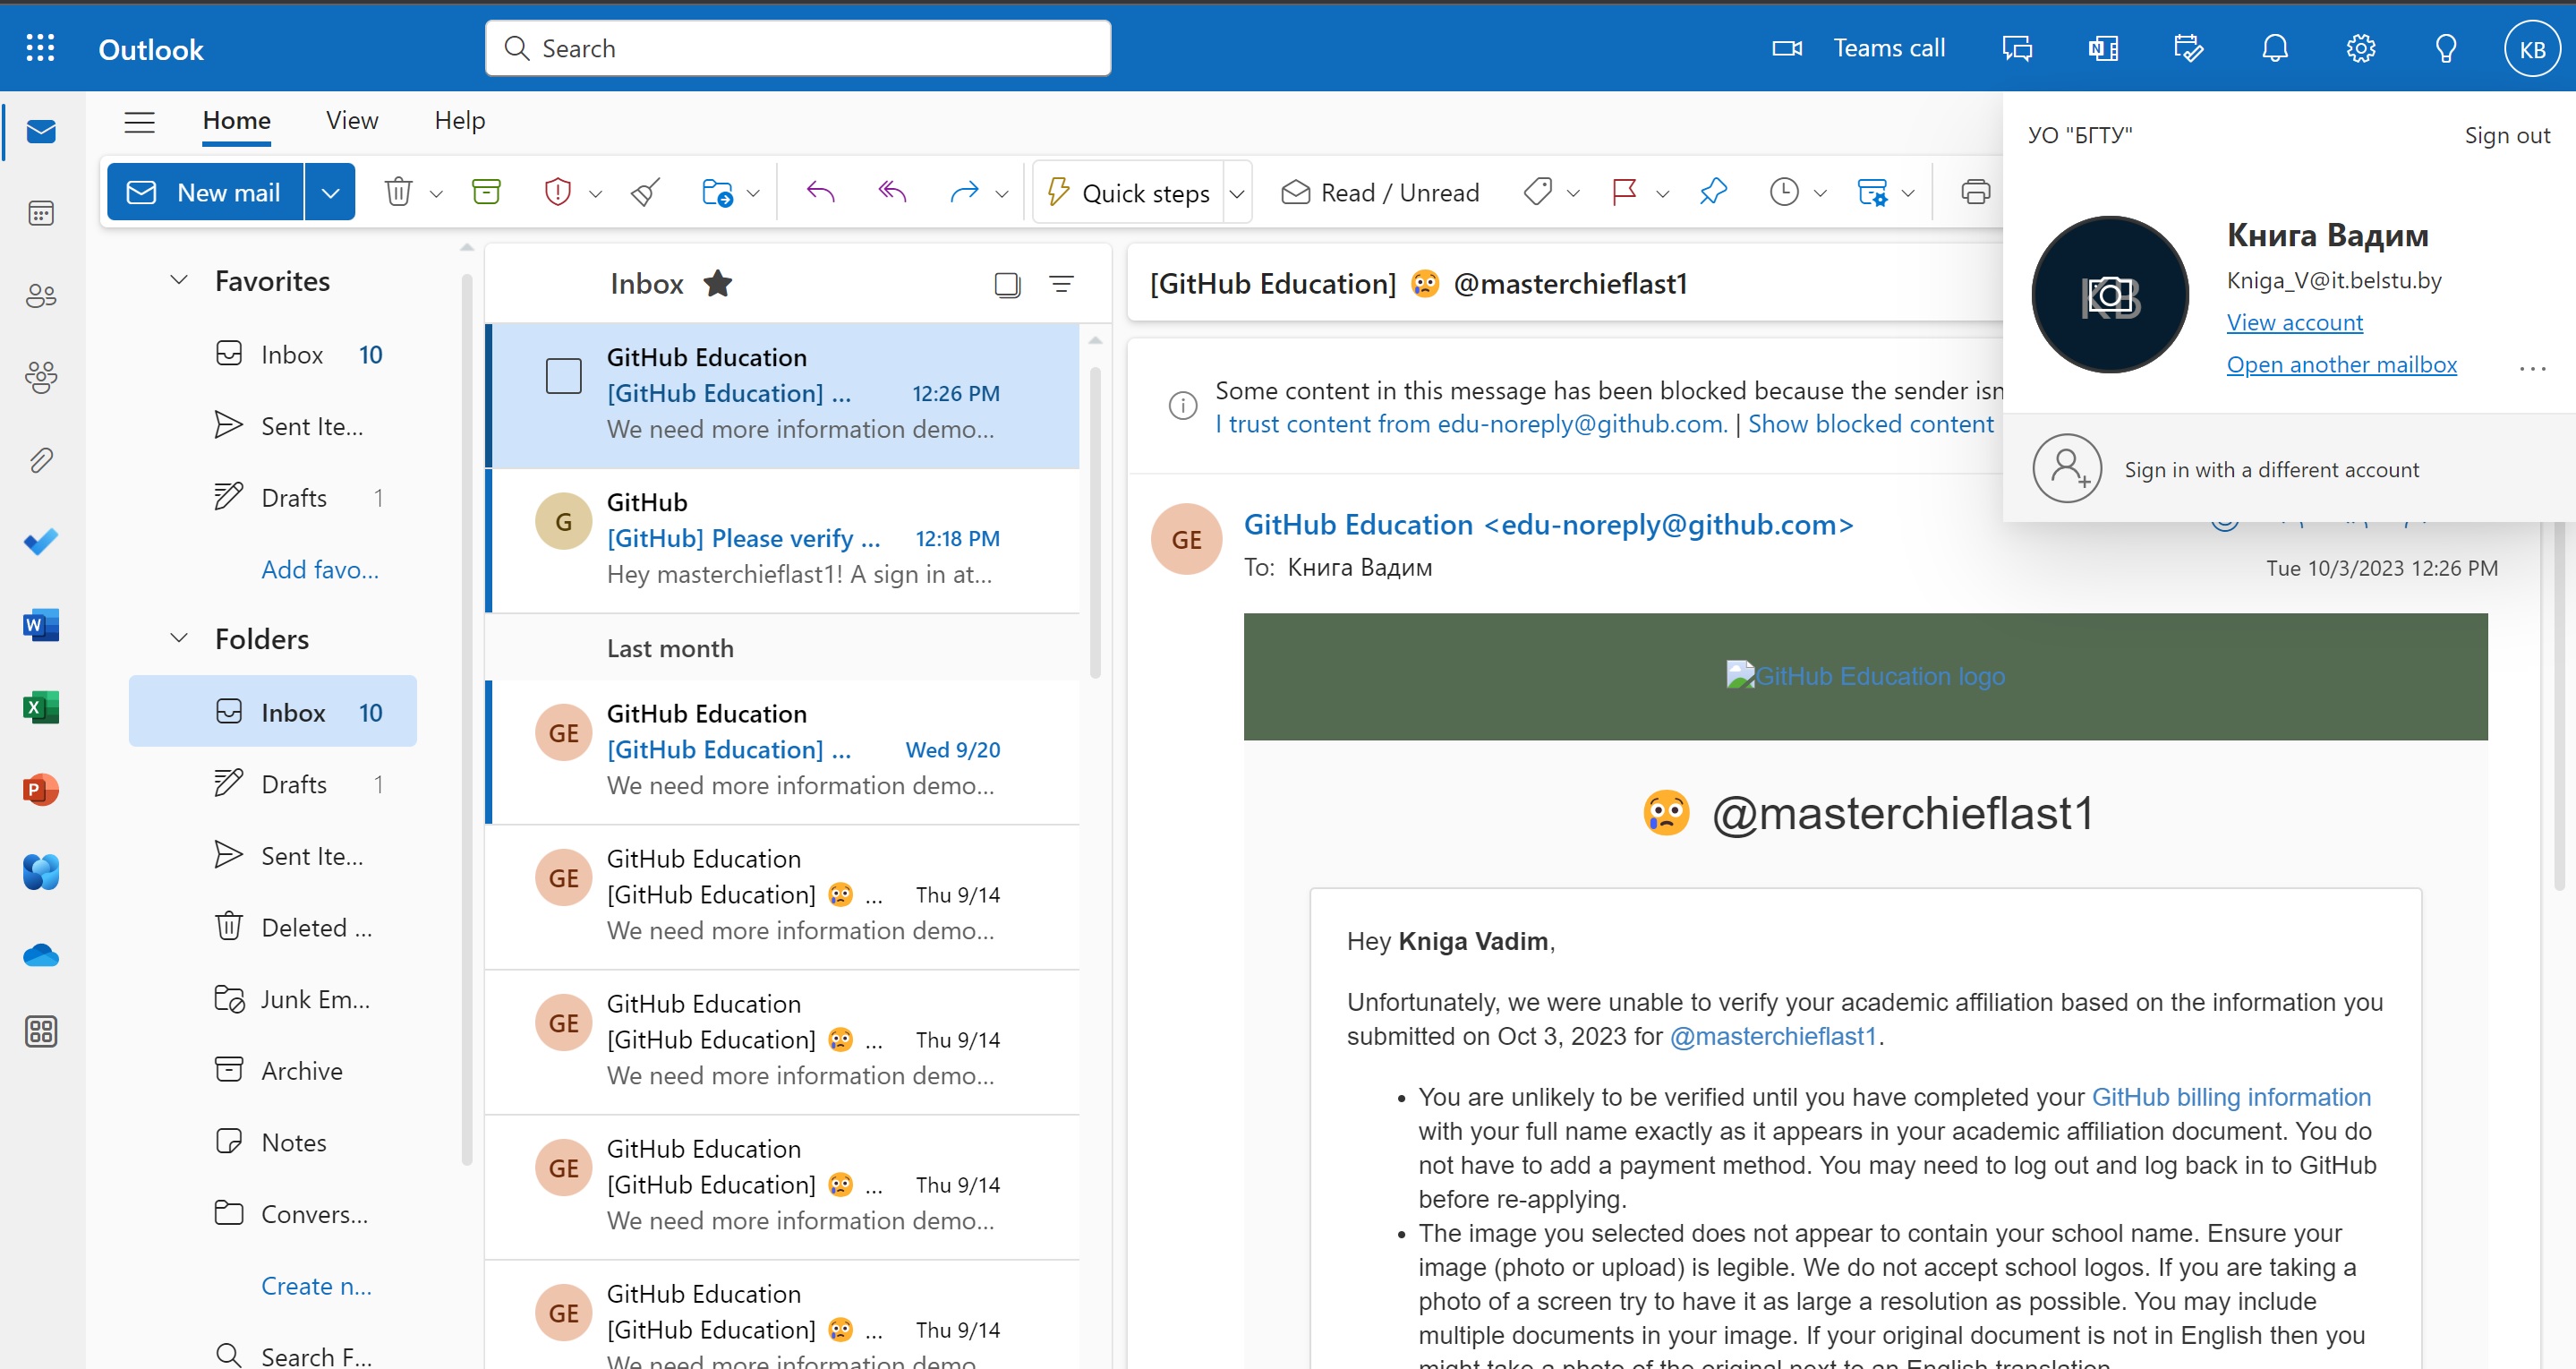 Outlook
Search
Teams call
KB
Home
View
Help
New mail
Quick steps
Read / Unread
УО "БГТУ"
Sign out
Книга Вадим
Kniga_V@it.belstu.by
View account
Open another mailbox
Sign in with a different account
Favorites
Inbox 10
Sent Ite...
Drafts 1
Add favo...
Folders
Inbox 10
Drafts 1
Sent Ite...
Deleted ...
Junk Em...
Archive
Notes
Convers...
Create n...
Search F...
Inbox
GitHub Education
[GitHub Education] ... 12:26 PM
We need more information demo...
G
GitHub
[GitHub] Please verify ... 12:18 PM
Hey masterchieflast1! A sign in at...
Last month
GE
GitHub Education
[GitHub Education] ... Wed 9/20
We need more information demo...
GE
GitHub Education
[GitHub Education] 😢 ... Thu 9/14
We need more information demo...
GE
GitHub Education
[GitHub Education] 😢 ... Thu 9/14
We need more information demo...
GE
GitHub Education
[GitHub Education] 😢 ... Thu 9/14
We need more information demo...
GE
GitHub Education
[GitHub Education] 😢 ... Thu 9/14
We need more information demo
[GitHub Education] 😢 @masterchieflast1
Some content in this message has been blocked because the sender isn
I trust content from edu-noreply@github.com. | Show blocked content
GE
GitHub Education <edu-noreply@github.com>
To: Книга Вадим
Tue 10/3/2023 12:26 PM
GitHub Education logo
😢 @masterchieflast1
Hey Kniga Vadim,
Unfortunately, we were unable to verify your academic affiliation based on the information you
submitted on Oct 3, 2023 for @masterchieflast1.
• You are unlikely to be verified until you have completed your GitHub billing information
with your full name exactly as it appears in your academic affiliation document. You do
not have to add a payment method. You may need to log out and log back in to GitHub
before re-applying.
• The image you selected does not appear to contain your school name. Ensure your
image (photo or upload) is legible. We do not accept school logos. If you are taking a
photo of a screen try to have it as large a resolution as possible. You may include
multiple documents in your image. If your original document is not in English then you
might take a photo of the original next to an English translation.